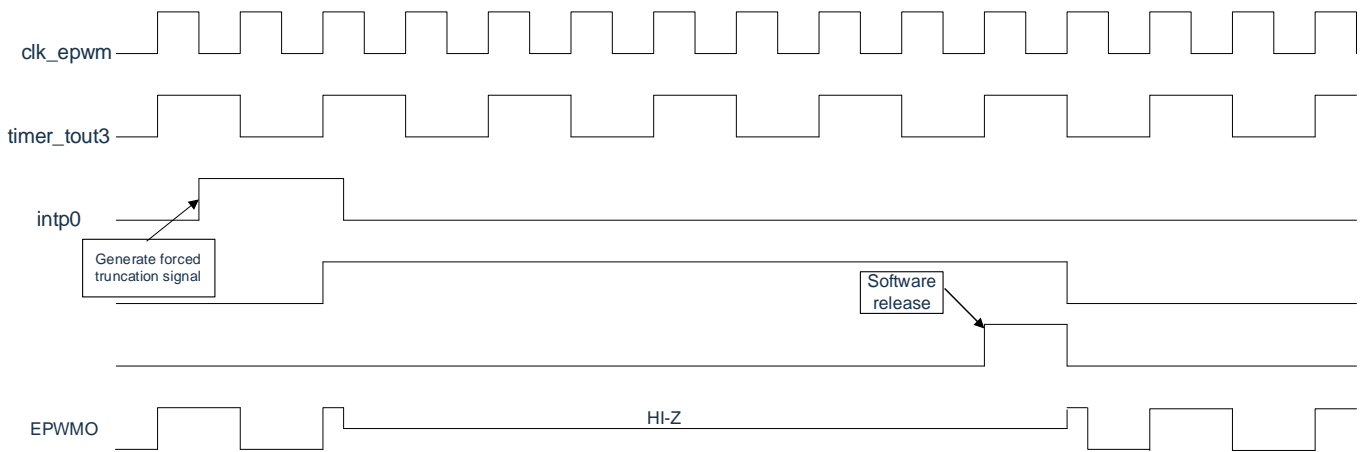 clk_epwm
timer_tout3
intp0
Generate forced
truncation signal
Software
release
HI-Z
EPWMO